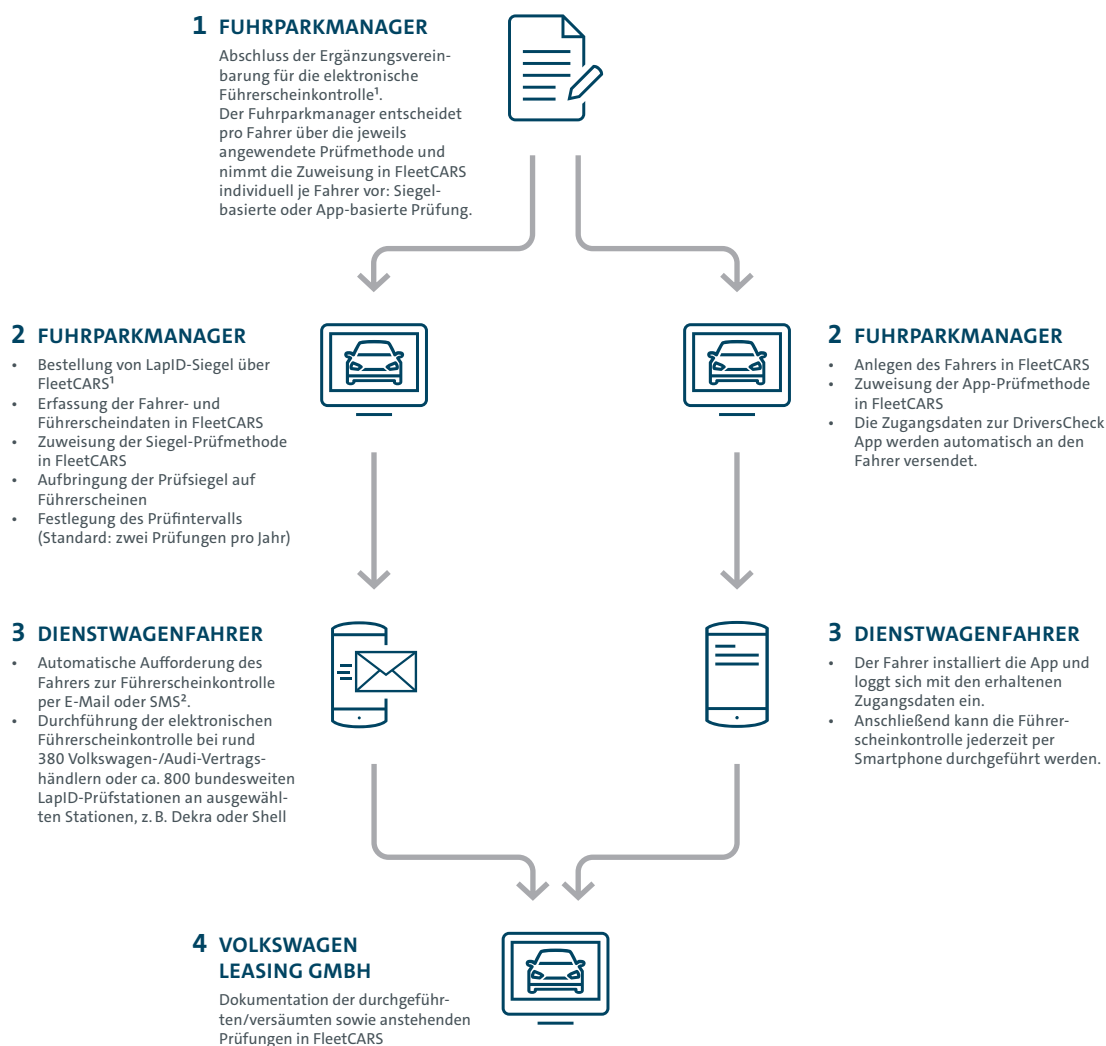 1 FUHRPARKMANAGER
Abschluss der Ergänzungsverein-
barung für die elektronische
Führerscheinkontrolle¹.
Der Fuhrparkmanager entscheidet
pro Fahrer über die jeweils
angewendete Prüfmethode und
nimmt die Zuweisung in FleetCARS
individuell je Fahrer vor: Siegel-
basierte oder App-basierte Prüfung.
2 FUHRPARKMANAGER
• Bestellung von LapID-Siegel über
FleetCARS¹
• Erfassung der Fahrer- und
Führerscheindaten in FleetCARS
• Zuweisung der Siegel-Prüfmethode
in FleetCARS
• Aufbringung der Prüfsiegel auf
Führerscheinen
• Festlegung des Prüfintervalls
(Standard: zwei Prüfungen pro Jahr)
2 FUHRPARKMANAGER
• Anlegen des Fahrers in FleetCARS
• Zuweisung der App-Prüfmethode
in FleetCARS
• Die Zugangsdaten zur DriversCheck
App werden automatisch an den
Fahrer versendet.
3 DIENSTWAGENFAHRER
• Automatische Aufforderung des
Fahrers zur Führerscheinkontrolle
per E-Mail oder SMS².
• Durchführung der elektronischen
Führerscheinkontrolle bei rund
380 Volkswagen-/Audi-Vertrags-
händlern oder ca. 800 bundesweiten
LapID-Prüfstationen an ausgewähl-
ten Stationen, z. B. Dekra oder Shell
3 DIENSTWAGENFAHRER
• Der Fahrer installiert die App und
loggt sich mit den erhaltenen
Zugangsdaten ein.
• Anschließend kann die Führer-
scheinkontrolle jederzeit per
Smartphone durchgeführt werden.
4 VOLKSWAGEN
LEASING GMBH
Dokumentation der durchgeführ-
ten/versäumten sowie anstehenden
Prüfungen in FleetCARS